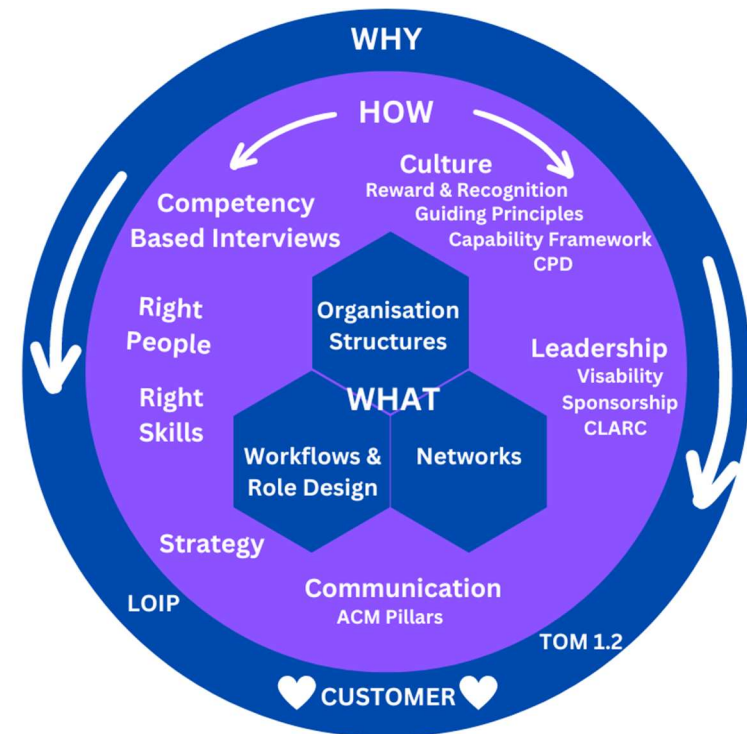 WHY
HOW
Culture
Reward & Recognition
Guiding Principles
Capability Framework
CPD
Competency
Based Interviews
Right
People
Right
Skills
Organisation
Structures
WHAT
Workflows &
Role Design
Networks
Leadership
Visability
Sponsorship
CLARC
Strategy
Communication
ACM Pillars
LOIP
TOM 1.2
CUSTOMER